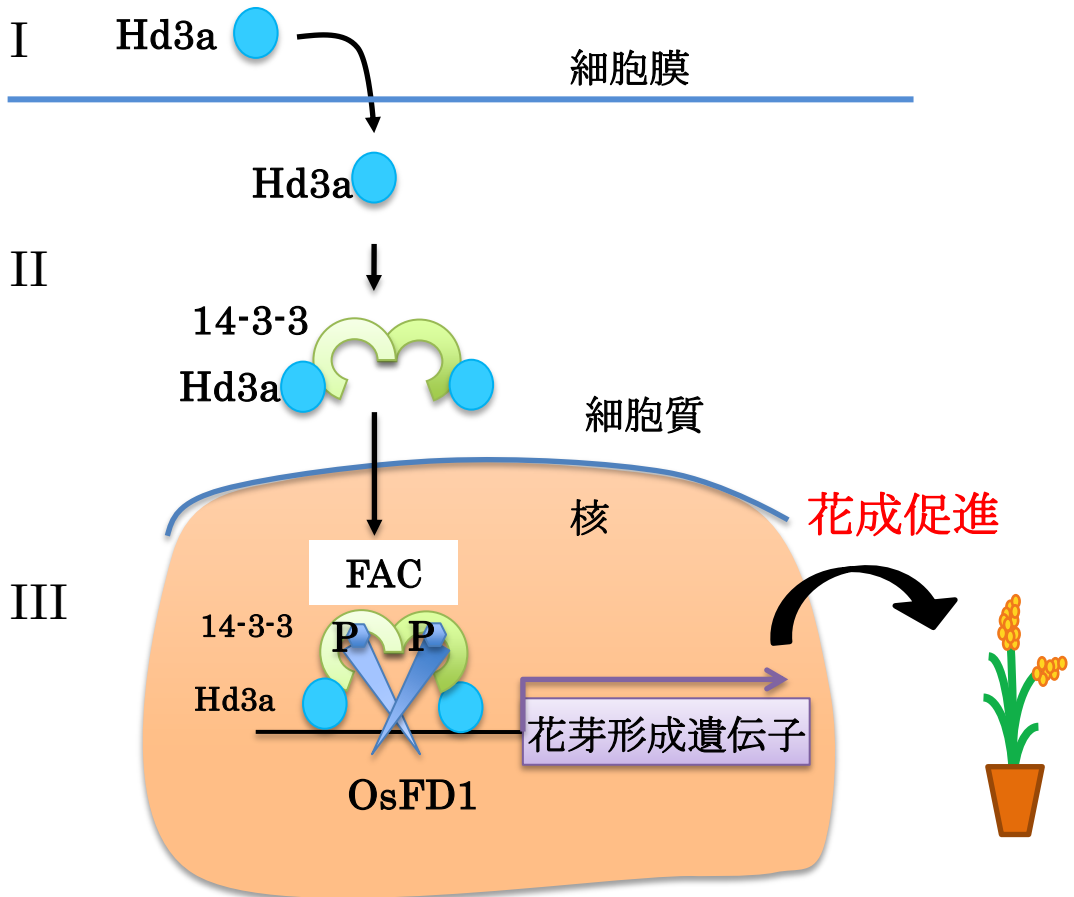 I
Hd3a
細胞膜
Hd3a
II
14-3-3
Hd3a
細胞質
核
花成促進
FAC
III
14-3-3
P P
Hd3a
花芽形成遺伝子
OsFD1